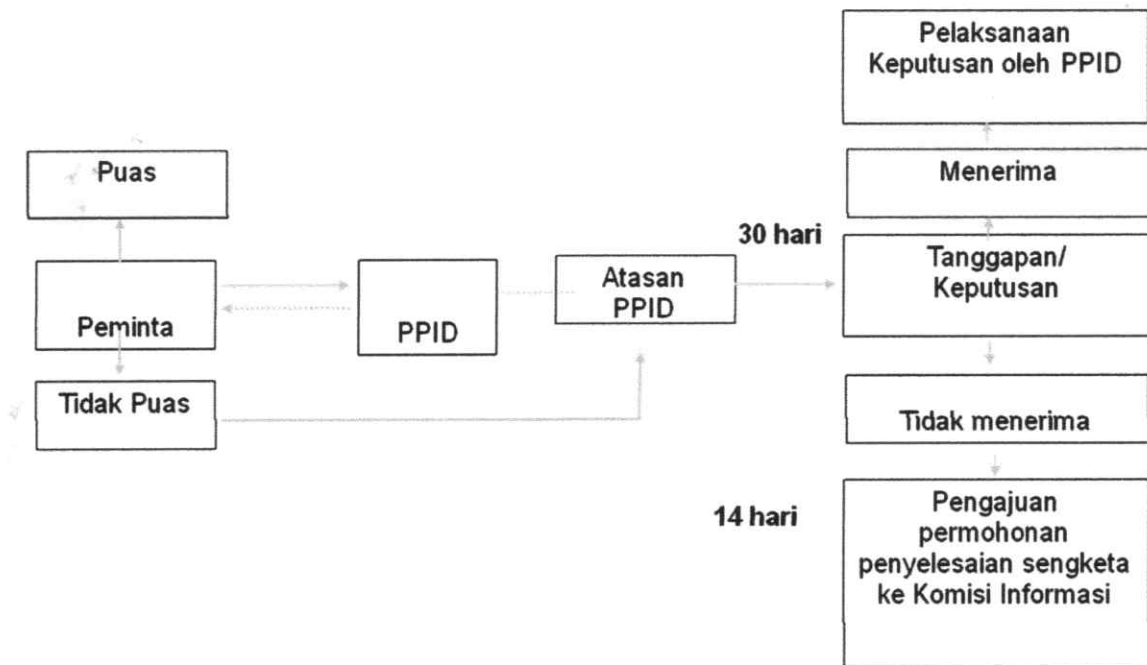 Pelaksanaan
Keputusan oleh PPID
Puas
Menerima
30 hari
Tanggapan/
Keputusan
Atasan
PPID
Peminta
PPID
Tidak Puas
Tidak menerima
14 hari
Pengajuan
permohonan
penyelesaian sengketa
ke Komisi Informasi